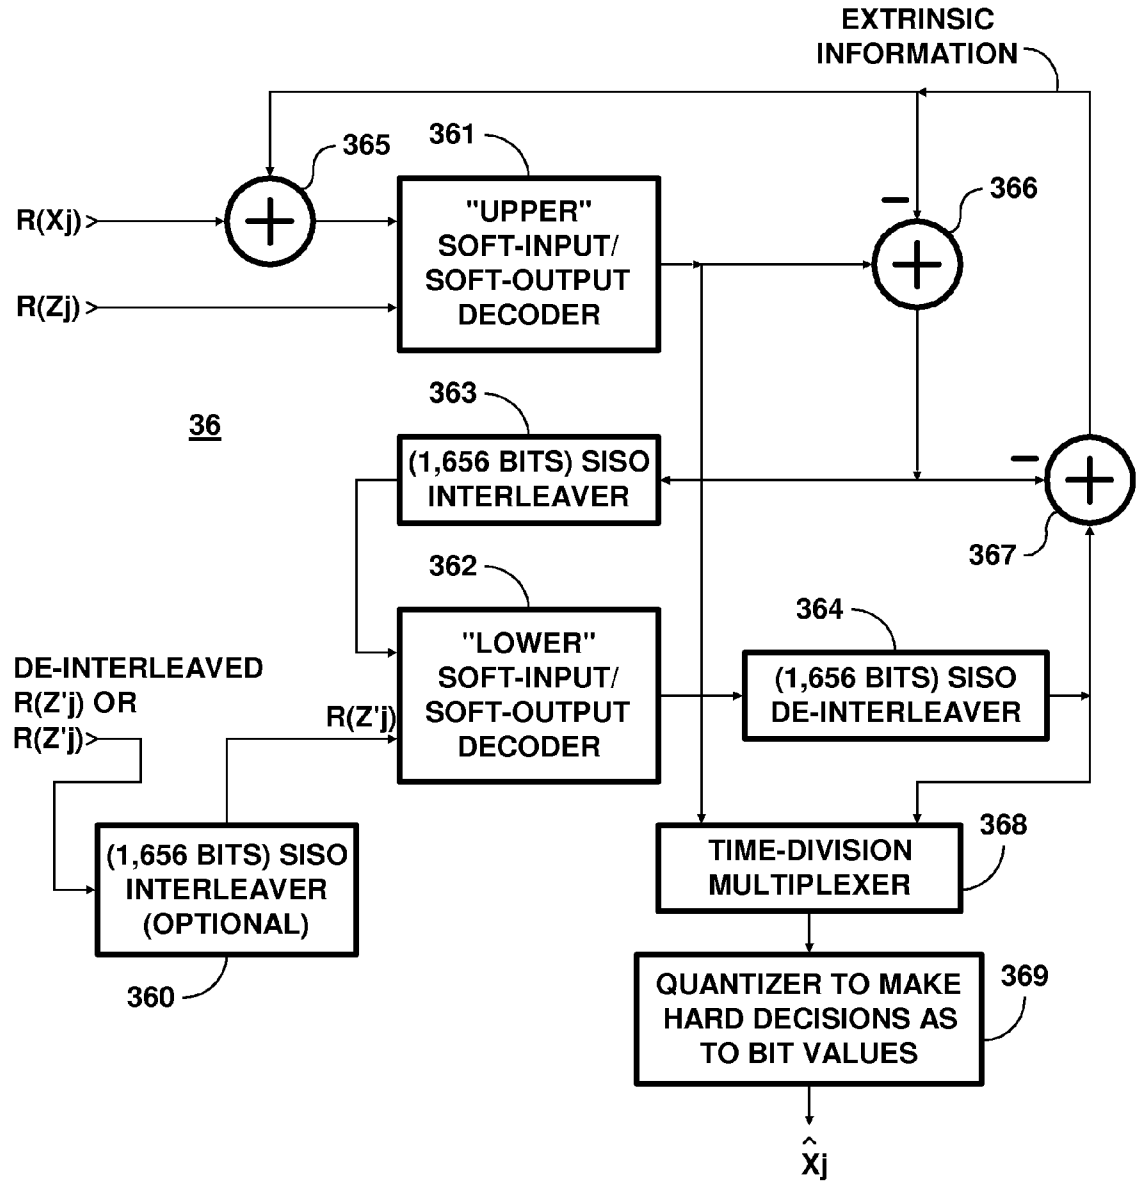 EXTRINSIC
INFORMATION
365
361
366
R(Xj)
"UPPER"
SOFT-INPUT/
SOFT-OUTPUT
DECODER
+
− +
R(Zj)
36
363
(1,656 BITS) SISO
INTERLEAVER
− +
367
362
364
"LOWER"
SOFT-INPUT/
SOFT-OUTPUT
DECODER
(1,656 BITS) SISO
DE-INTERLEAVER
DE-INTERLEAVED
R(Z'j) OR
R(Z'j)
R(Z'j)
(1,656 BITS) SISO
INTERLEAVER
(OPTIONAL)
360
368
TIME-DIVISION
MULTIPLEXER
369
QUANTIZER TO MAKE
HARD DECISIONS AS
TO BIT VALUES
X̂j